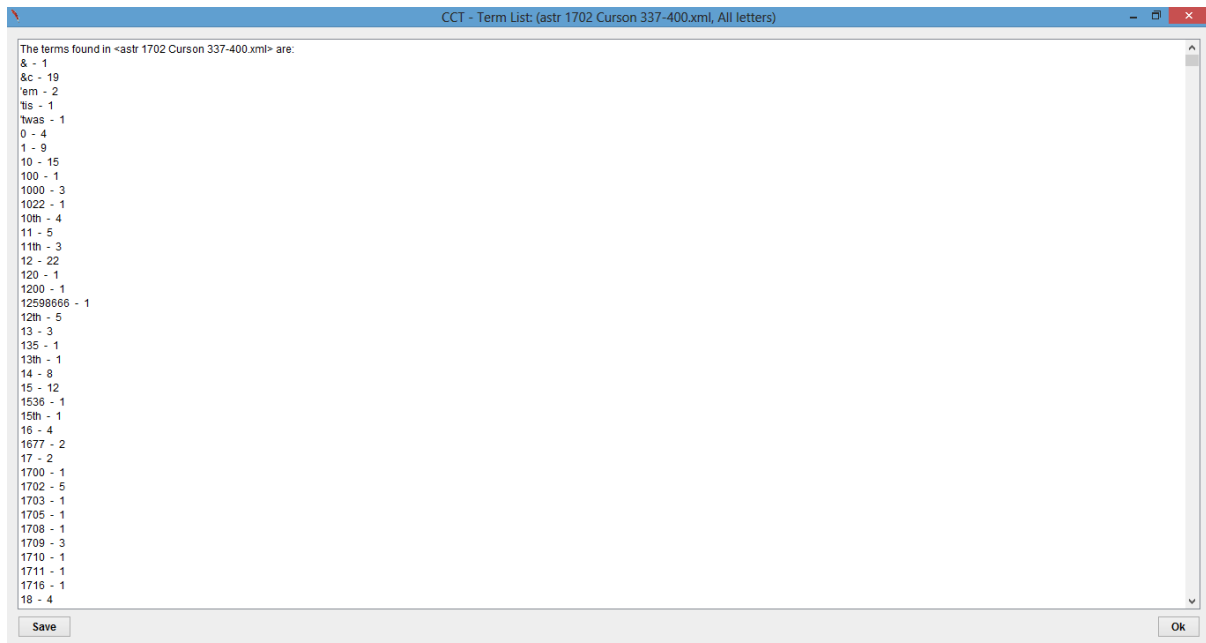 CCT - Term List: (astr 1702 Curson 337-400.xml, All letters)
The terms found in <astr 1702 Curson 337-400.xml> are:
& - 1
&c - 19
'em - 2
'tis - 1
'twas - 1
0 - 4
1 - 9
10 - 15
100 - 1
1000 - 3
1022 - 1
10th - 4
11 - 5
11th - 3
12 - 22
120 - 1
1200 - 1
12598666 - 1
12th - 5
13 - 3
135 - 1
13th - 1
14 - 8
15 - 12
1536 - 1
15th - 1
16 - 4
1677 - 2
17 - 2
1700 - 1
1702 - 5
1703 - 1
1705 - 1
1708 - 1
1709 - 3
1710 - 1
1711 - 1
1716 - 1
18 - 4
Save Ok